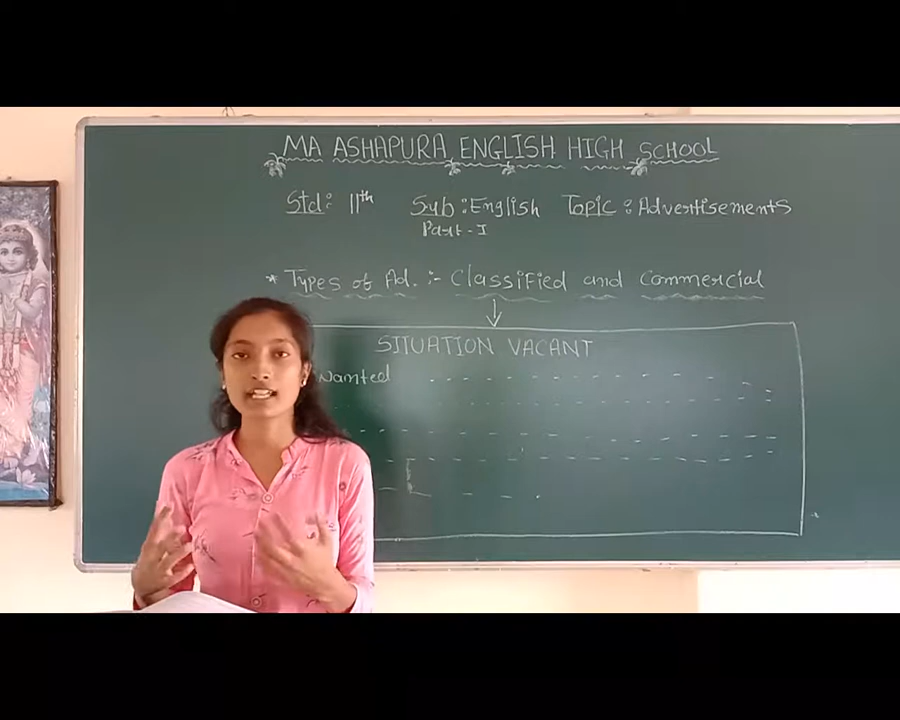 MA ASHAPURA ENGLISH HIGH SCHOOL
Std: 11th Sub: English Topic: Advertisements
Part - I
* Types of Ad. :- Classified and Commercial
SITUATION VACANT
Wanted